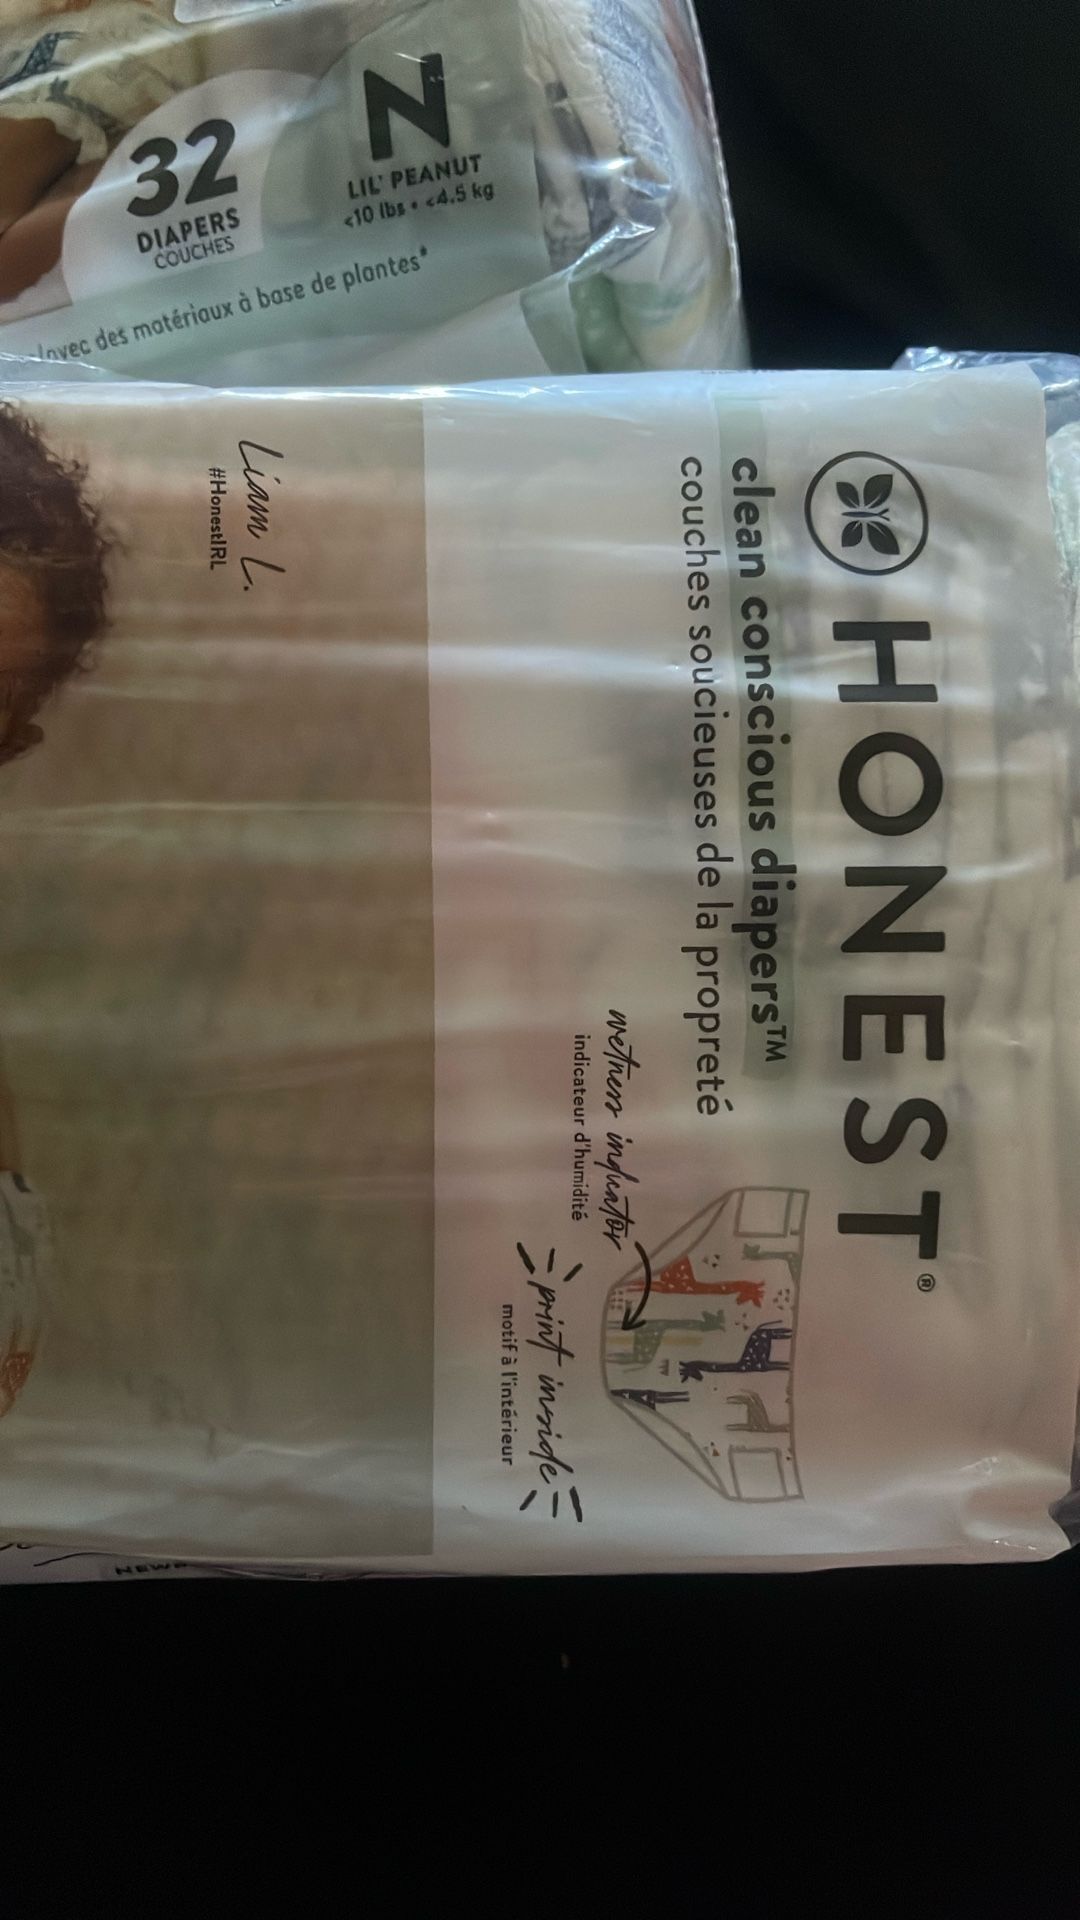 N
32
LIL' PEANUT
DIAPERS
<10 lbs • <4.5 kg
COUCHES
avec des matériaux à base de plantes*
HONEST®
clean conscious diapers™
couches soucieuses de la propreté
wetness indicator
indicateur d'humidité
print inside
motif à l'intérieur
Liam L.
#HonestIRL